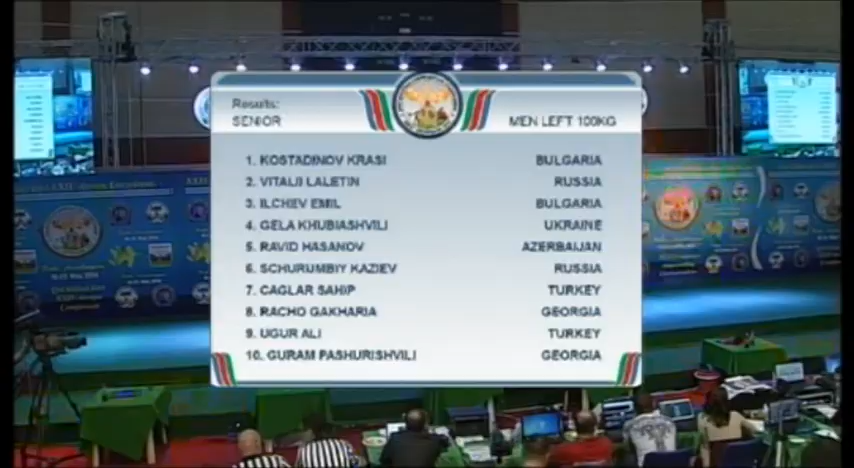 Results:
SENIOR MEN LEFT 100KG
1. KOSTADINOV KRASI BULGARIA
2. VITALII LALETIN RUSSIA
3. ILCHEV EMIL BULGARIA
4. GELA KHUBIASHVILI UKRAINE
5. RAVID HASANOV AZERBAIJAN
6. SCHURUMBIY KAZIEV RUSSIA
7. CAGLAR SAHIP TURKEY
8. RACHO GAKHARIA GEORGIA
9. UGUR ALI TURKEY
10. GURAM PASHURISHVILI GEORGIA